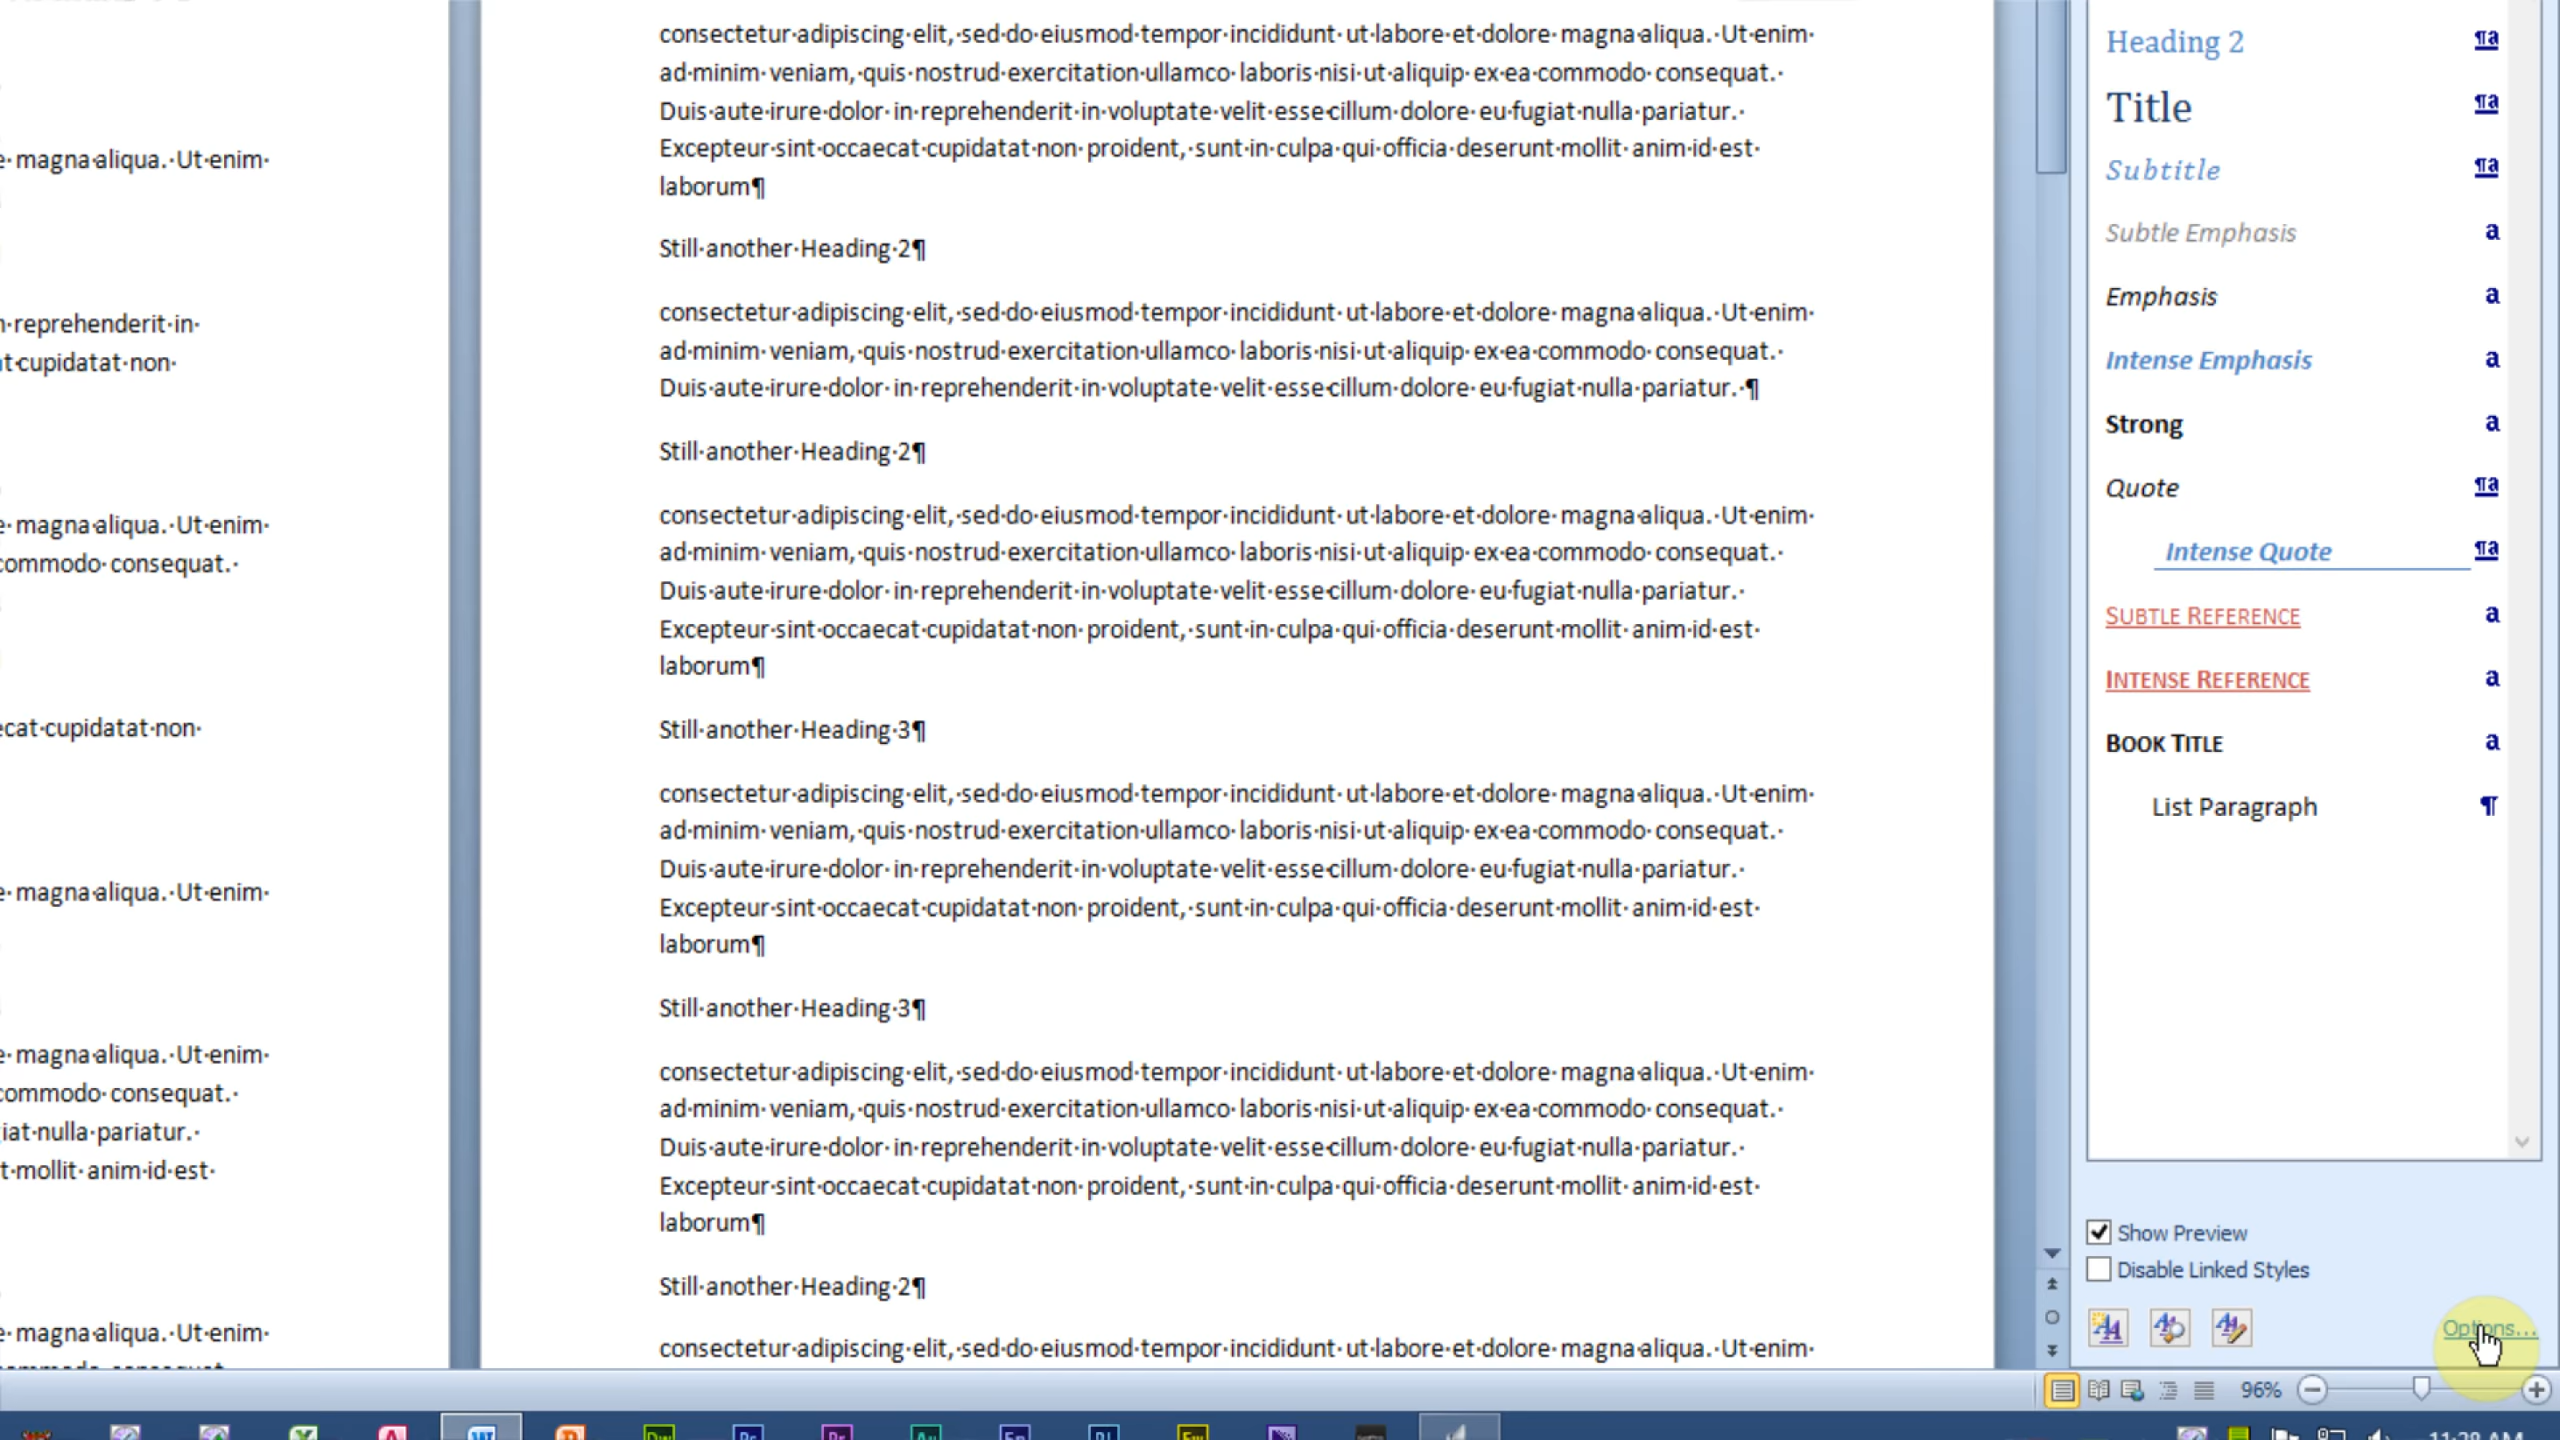 magna aliqua. Ut enim
reprehenderit in
cupidatat non
magna aliqua. Ut enim
consequat.
cupidatat non
magna aliqua. Ut enim
magna aliqua. Ut enim
consequat.
nulla pariatur.
mollit anim id est
magna aliqua. Ut enim
consectetur adipiscing elit, sed do eiusmod tempor incididunt ut labore et dolore magna aliqua. Ut enim
ad minim veniam, quis nostrud exercitation ullamco laboris nisi ut aliquip ex ea commodo consequat.
Duis aute irure dolor in reprehenderit in voluptate velit esse cillum dolore eu fugiat nulla pariatur.
Excepteur sint occaecat cupidatat non proident, sunt in culpa qui officia deserunt mollit anim id est
laborum¶
Still another Heading 2¶
consectetur adipiscing elit, sed do eiusmod tempor incididunt ut labore et dolore magna aliqua. Ut enim
ad minim veniam, quis nostrud exercitation ullamco laboris nisi ut aliquip ex ea commodo consequat.
Duis aute irure dolor in reprehenderit in voluptate velit esse cillum dolore eu fugiat nulla pariatur. ¶
Still another Heading 2¶
consectetur adipiscing elit, sed do eiusmod tempor incididunt ut labore et dolore magna aliqua. Ut enim
ad minim veniam, quis nostrud exercitation ullamco laboris nisi ut aliquip ex ea commodo consequat.
Duis aute irure dolor in reprehenderit in voluptate velit esse cillum dolore eu fugiat nulla pariatur.
Excepteur sint occaecat cupidatat non proident, sunt in culpa qui officia deserunt mollit anim id est
laborum¶
Still another Heading 3¶
consectetur adipiscing elit, sed do eiusmod tempor incididunt ut labore et dolore magna aliqua. Ut enim
ad minim veniam, quis nostrud exercitation ullamco laboris nisi ut aliquip ex ea commodo consequat.
Duis aute irure dolor in reprehenderit in voluptate velit esse cillum dolore eu fugiat nulla pariatur.
Excepteur sint occaecat cupidatat non proident, sunt in culpa qui officia deserunt mollit anim id est
laborum¶
Still another Heading 3¶
consectetur adipiscing elit, sed do eiusmod tempor incididunt ut labore et dolore magna aliqua. Ut enim
ad minim veniam, quis nostrud exercitation ullamco laboris nisi ut aliquip ex ea commodo consequat.
Duis aute irure dolor in reprehenderit in voluptate velit esse cillum dolore eu fugiat nulla pariatur.
Excepteur sint occaecat cupidatat non proident, sunt in culpa qui officia deserunt mollit anim id est
laborum¶
Still another Heading 2¶
consectetur adipiscing elit, sed do eiusmod tempor incididunt ut labore et dolore magna aliqua. Ut enim
Heading 2 ¶a
Title ¶a
Subtitle ¶a
Subtle Emphasis a
Emphasis a
Intense Emphasis a
Strong a
Quote ¶a
Intense Quote ¶a
SUBTLE REFERENCE a
INTENSE REFERENCE a
BOOK TITLE a
List Paragraph ¶
Show Preview
Disable Linked Styles
Options...
96%
11:28 AM